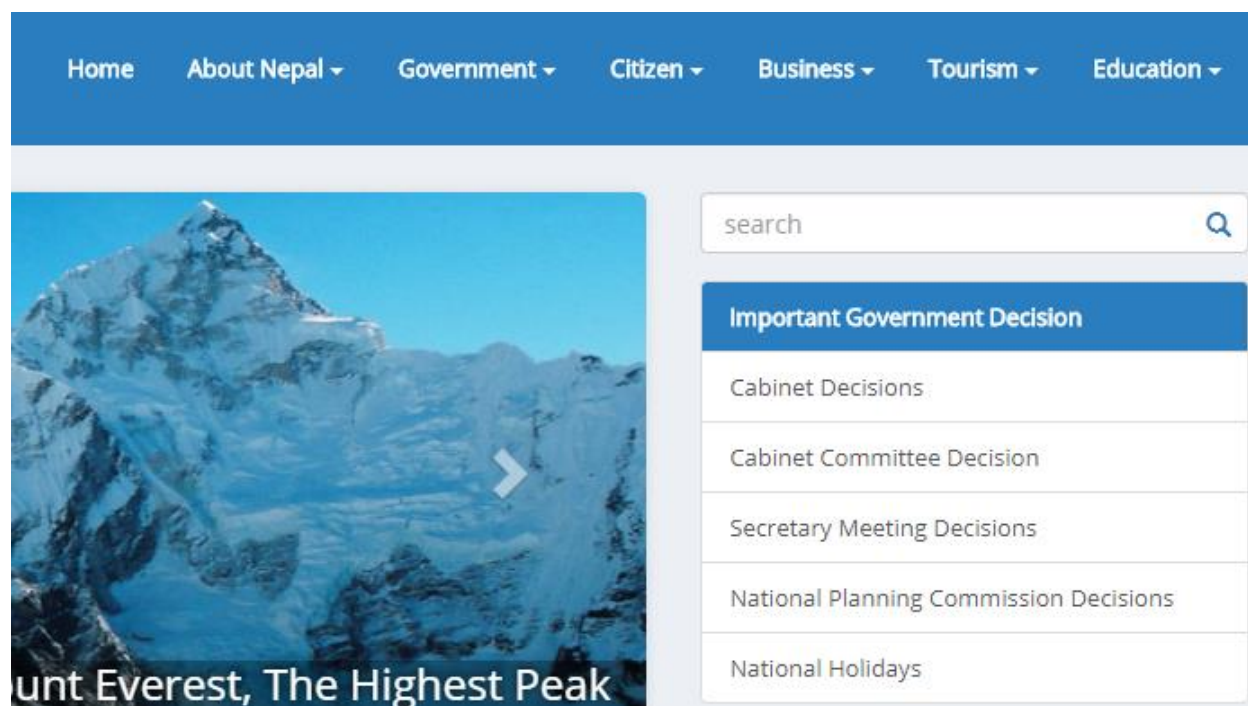 Home About Nepal Government Citizen Business Tourism Education
search
Important Government Decision
Cabinet Decisions
Cabinet Committee Decision
Secretary Meeting Decisions
National Planning Commission Decisions
National Holidays
unt Everest, The Highest Peak